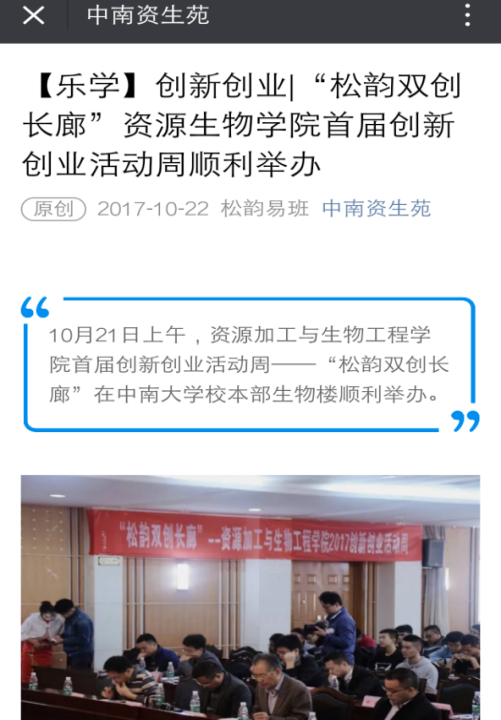 中南资生苑
【乐学】创新创业|“松韵双创
长廊”资源生物学院首届创新
创业活动周顺利举办
原创 2017-10-22 松韵易班 中南资生苑
10月21日上午，资源加工与生物工程学
院首届创新创业活动周——“松韵双创长
廊”在中南大学校本部生物楼顺利举办。
“松韵双创长廊”--资源加工与生物工程学院2017创新创业活动周